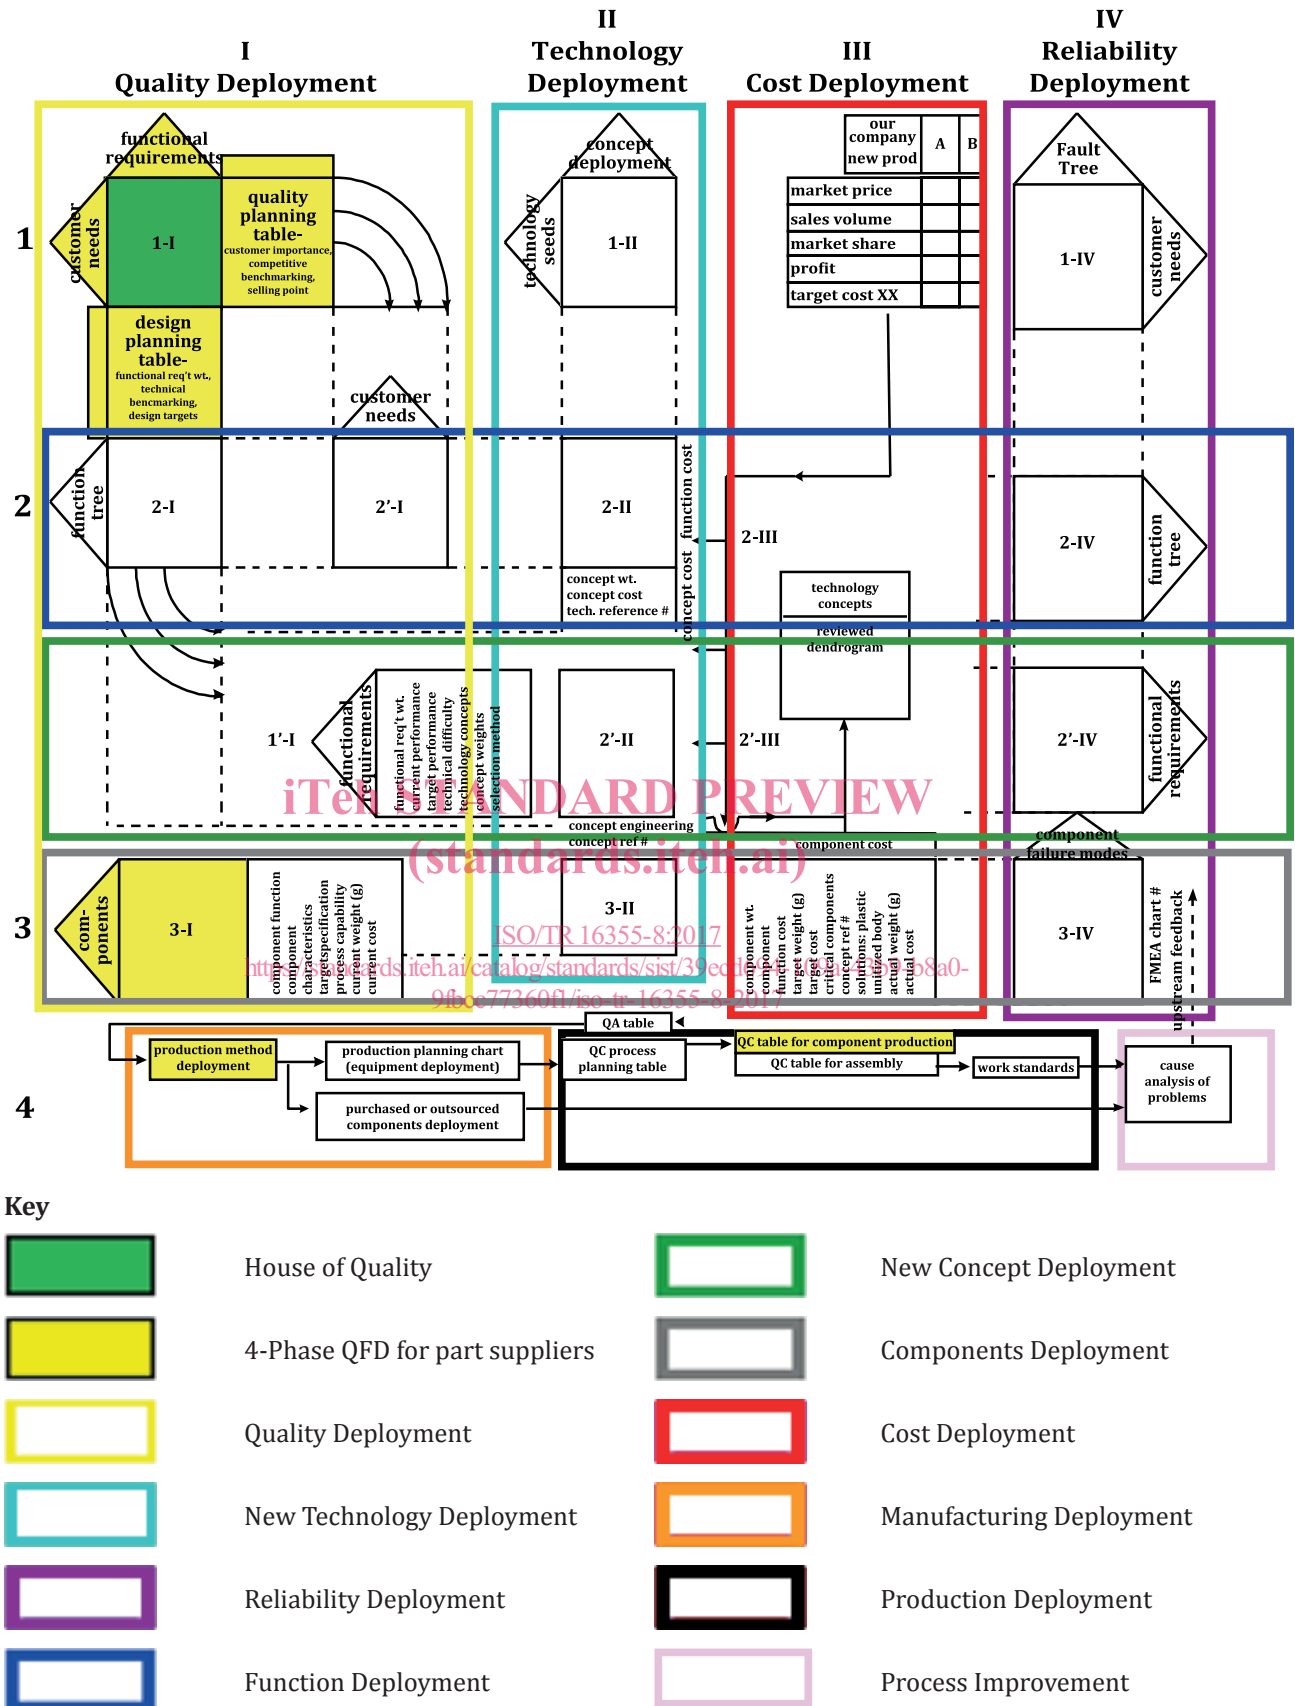 I
Quality Deployment
II
Technology
Deployment
III
Cost Deployment
IV
Reliability
Deployment
1
functional
requirements
customer
needs
1-I
quality
planning
table-
customer importance,
competitive
benchmarking,
selling point
design
planning
table-
functional req't wt.,
technical
bencmarking,
design targets
customer
needs
concept
deployment
technology
seeds
1-II
our
company
new prod
A
B
market price
sales volume
market share
profit
target cost XX
Fault
Tree
1-IV
customer
needs
2
function
tree
2-I
2'-I
2-II
function cost
concept cost
concept wt.
concept cost
tech. reference #
2-III
technology
concepts
reviewed
dendrogram
2-IV
function
tree
1'-I
functional
requirements
functional req't wt.
current performance
target performance
technical difficulty
technology concepts
concept weights
selection method
2'-II
2'-III
2'-IV
functional
requirements
iTeh STANDARD PREVIEW
(standards.iteh.ai)
concept engineering
concept ref #
component cost
component
failure modes
3
com-
ponents
3-I
component function
component
characteristics
targetspecification
process capability
current weight (g)
current cost
3-II
component wt.
component
function cost
target weight (g)
target cost
critical components
concept ref #
solutions: plastic
unitized body
actual weight (g)
actual cost
3-IV
FMEA chart #
upstream feedback
ISO/TR 16355-8:2017
9fbcc77360f1/iso-tr-16355-8-2017
4
QA table
production method
deployment
production planning chart
(equipment deployment)
purchased or outsourced
components deployment
QC process
planning table
QC table for component production
QC table for assembly
work standards
cause
analysis of
problems
Key
House of Quality
New Concept Deployment
4-Phase QFD for part suppliers
Components Deployment
Quality Deployment
Cost Deployment
New Technology Deployment
Manufacturing Deployment
Reliability Deployment
Production Deployment
Function Deployment
Process Improvement